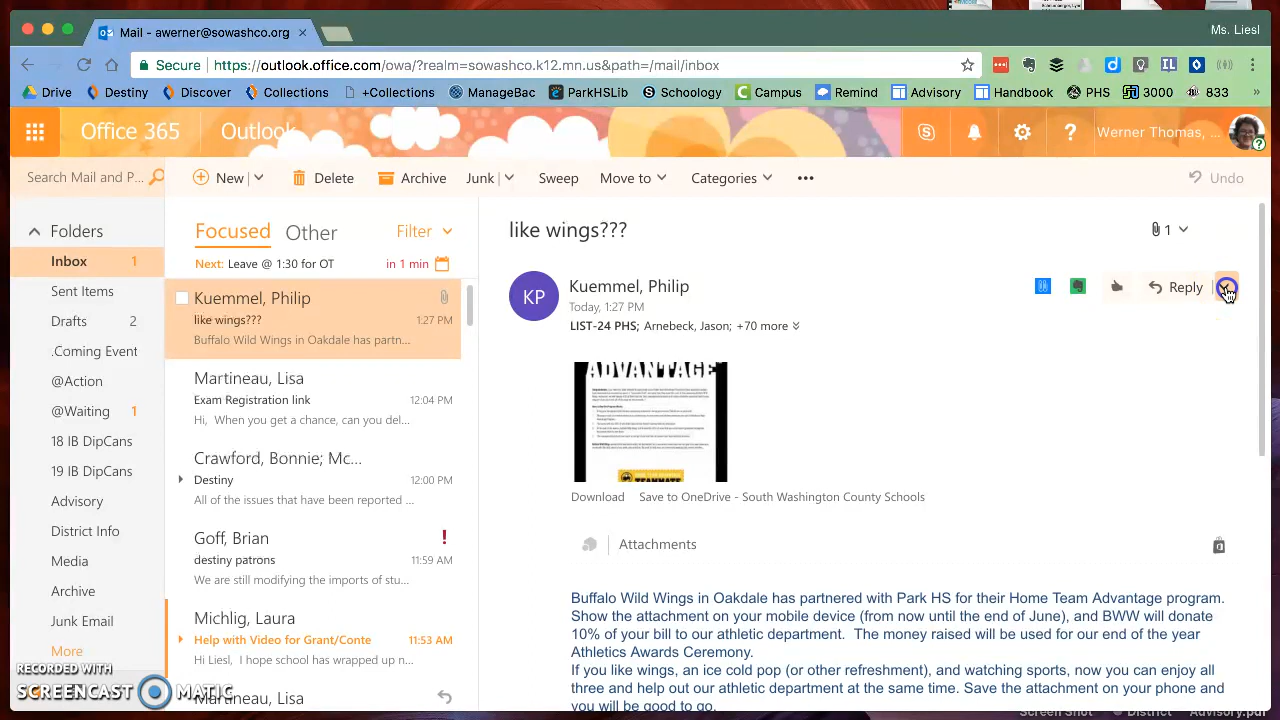 Ms. Liesl
Mail - awerner@sowashco.org ×
Secure https://outlook.office.com/owa/?realm=sowashco.k12.mn.us&path=/mail/inbox
Drive Destiny Discover Collections +Collections ManageBac ParkHSLib Schoology Campus Remind Advisory Handbook PHS 3000 833 »
Office 365 Outlook Werner Thomas, ...
Search Mail and P... New Delete Archive Junk Sweep Move to Categories ••• Undo
Folders
Inbox 1
Sent Items
Drafts 2
.Coming Event
@Action
@Waiting 1
18 IB DipCans
19 IB DipCans
Advisory
District Info
Media
Archive
Junk Email
More
Focused Other Filter
Next: Leave @ 1:30 for OT in 1 min
Kuemmel, Philip
like wings??? 1:27 PM
Buffalo Wild Wings in Oakdale has partn...
Martineau, Lisa
Exam Registration link 12:04 PM
Hi, When you get a chance, can you dele...
Crawford, Bonnie; Mc...
Destiny 12:00 PM
All of the issues that have been reported ...
Goff, Brian !
destiny patrons 11:59 AM
We are still modifying the imports of stu...
Michlig, Laura
Help with Video for Grant/Conte 11:53 AM
Hi Liesl, I hope school has wrapped up n...
Martineau, Lisa
like wings???
1
KP
Kuemmel, Philip
Today, 1:27 PM
LIST-24 PHS; Arnebeck, Jason; +70 more
Reply
ADVANTAGE
Download Save to OneDrive - South Washington County Schools
Attachments
Buffalo Wild Wings in Oakdale has partnered with Park HS for their Home Team Advantage program.
Show the attachment on your mobile device (from now until the end of June), and BWW will donate
10% of your bill to our athletic department. The money raised will be used for our end of the year
Athletics Awards Ceremony.
If you like wings, an ice cold pop (or other refreshment), and watching sports, now you can enjoy all
three and help out our athletic department at the same time. Save the attachment on your phone and
you will be good to go.
RECORDED WITH
SCREENCAST MATIC
Screen Shot District Advisory.pdf